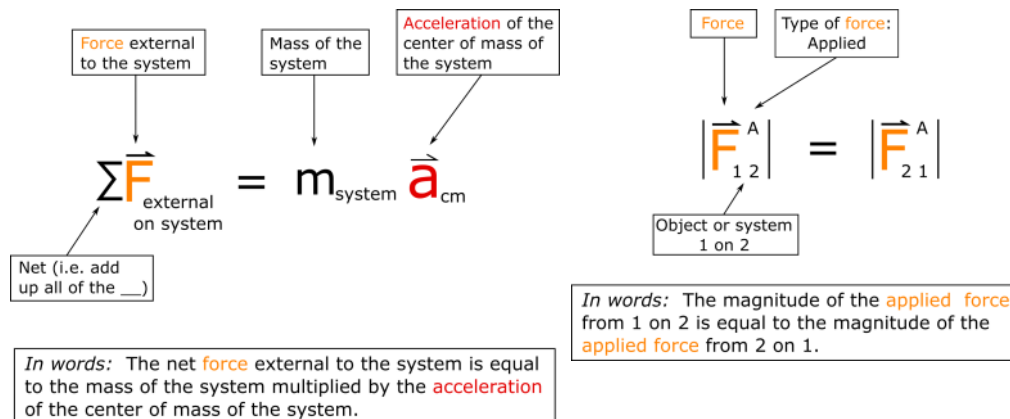 Force external
to the system
Mass of the
system
Acceleration of the
center of mass of
the system
∑F⃗ external on system = m system a⃗ cm
Net (i.e. add
up all of the __)
In words: The net force external to the system is equal
to the mass of the system multiplied by the acceleration
of the center of mass of the system.
Force
Type of force:
Applied
|F⃗ A 1 2| = |F⃗ A 2 1|
Object or system
1 on 2
In words: The magnitude of the applied force
from 1 on 2 is equal to the magnitude of the
applied force from 2 on 1.